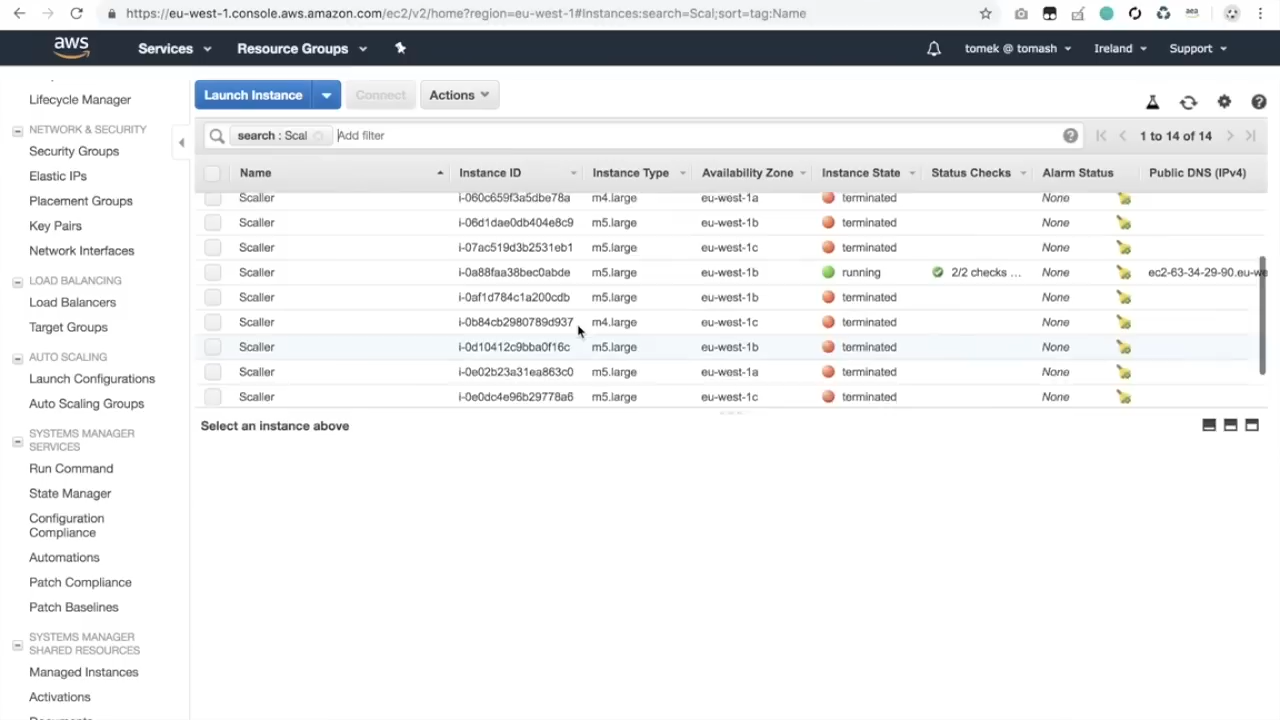 https://eu-west-1.console.aws.amazon.com/ec2/v2/home?region=eu-west-1#Instances:search=Scal;sort=tag:Name
aws Services Resource Groups tomek @ tomash Ireland Support
Lifecycle Manager
NETWORK & SECURITY
Security Groups
Elastic IPs
Placement Groups
Key Pairs
Network Interfaces
LOAD BALANCING
Load Balancers
Target Groups
AUTO SCALING
Launch Configurations
Auto Scaling Groups
SYSTEMS MANAGER
SERVICES
Run Command
State Manager
Configuration
Compliance
Automations
Patch Compliance
Patch Baselines
SYSTEMS MANAGER
SHARED RESOURCES
Managed Instances
Activations
Launch Instance Connect Actions
search : Scal Add filter 1 to 14 of 14
Name Instance ID Instance Type Availability Zone Instance State Status Checks Alarm Status Public DNS (IPv4)
Scaller i-060c659f3a5dbe78a m4.large eu-west-1a terminated None
Scaller i-06d1dae0db404e8c9 m5.large eu-west-1b terminated None
Scaller i-07ac519d3b2531eb1 m5.large eu-west-1c terminated None
Scaller i-0a88faa38bec0abde m5.large eu-west-1b running 2/2 checks ... None ec2-63-34-29-90.eu-we
Scaller i-0af1d784c1a200cdb m5.large eu-west-1b terminated None
Scaller i-0b84cb2980789d937 m4.large eu-west-1c terminated None
Scaller i-0d10412c9bba0f16c m5.large eu-west-1b terminated None
Scaller i-0e02b23a31ea863c0 m5.large eu-west-1a terminated None
Scaller i-0e0dc4e96b29778a6 m5.large eu-west-1c terminated None
Select an instance above